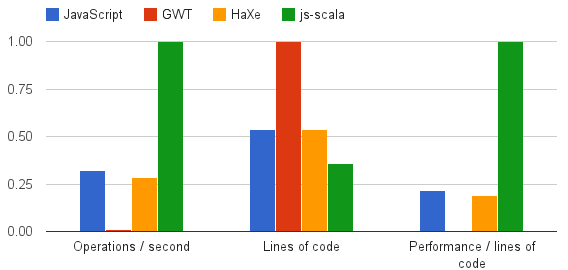 JavaScript GWT HaXe js-scala
1.00
0.75
0.50
0.25
0.00
Operations / second
Lines of code
Performance / lines of
code